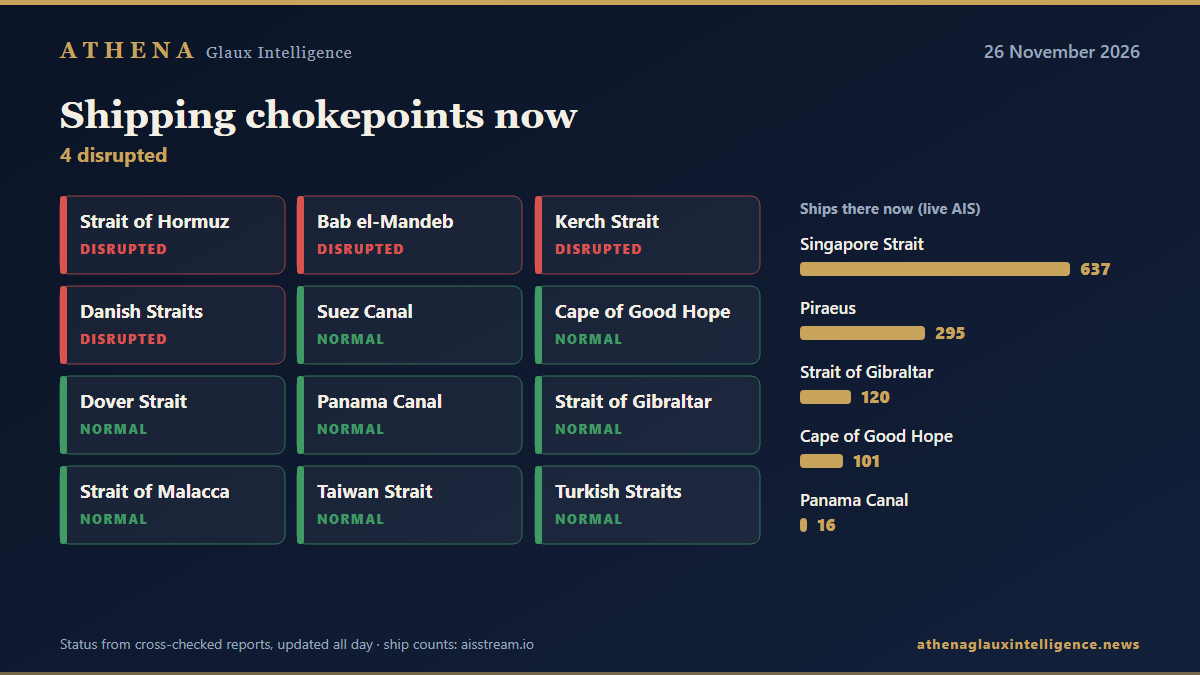 ATHENA Glaux Intelligence
26 November 2026
Shipping chokepoints now
4 disrupted
Strait of Hormuz
DISRUPTED
Bab el-Mandeb
DISRUPTED
Kerch Strait
DISRUPTED
Danish Straits
DISRUPTED
Suez Canal
NORMAL
Cape of Good Hope
NORMAL
Dover Strait
NORMAL
Panama Canal
NORMAL
Strait of Gibraltar
NORMAL
Strait of Malacca
NORMAL
Taiwan Strait
NORMAL
Turkish Straits
NORMAL
Ships there now (live AIS)
Singapore Strait
637
Piraeus
295
Strait of Gibraltar
120
Cape of Good Hope
101
Panama Canal
16
Status from cross-checked reports, updated all day · ship counts: aisstream.io
athenaglauxintelligence.news